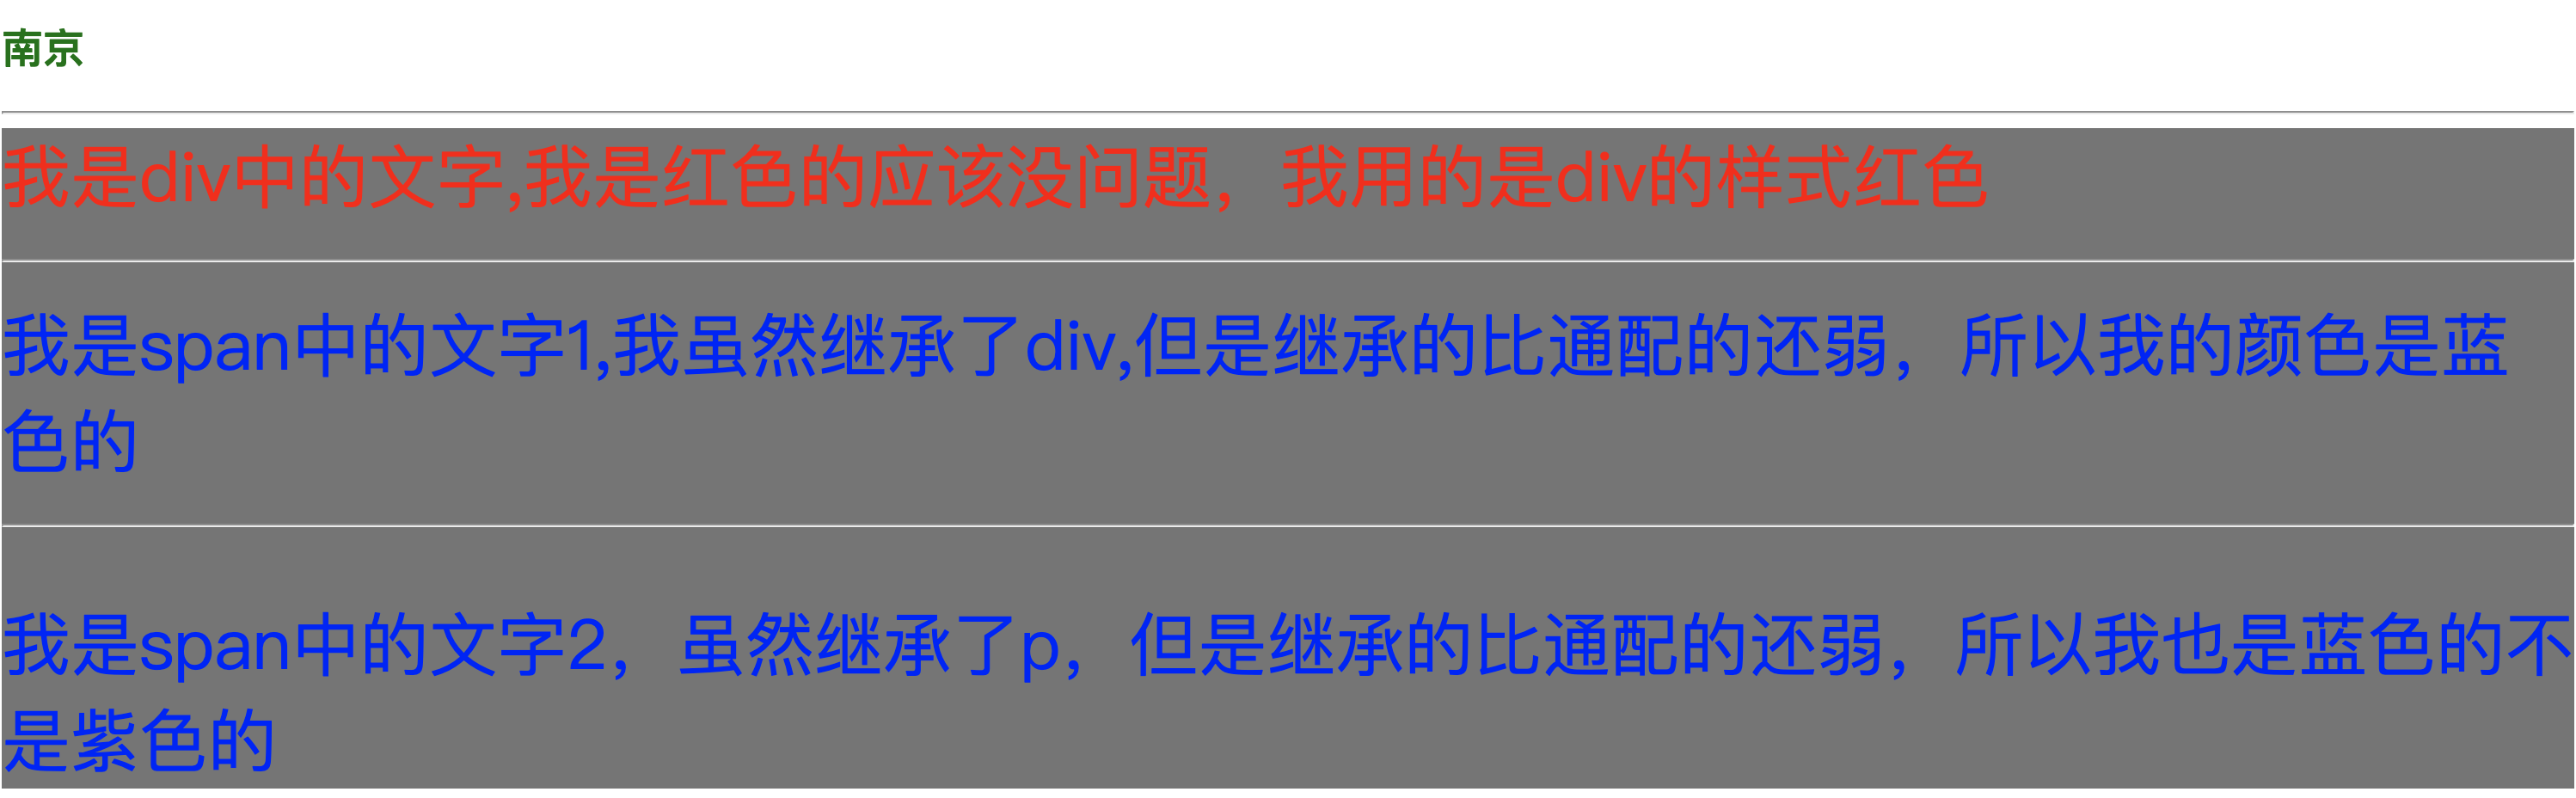 南京
我是div中的文字,我是红色的应该没问题，我用的是div的样式红色
我是span中的文字1,我虽然继承了div,但是继承的比通配的还弱，所以我的颜色是蓝
色的
我是span中的文字2，虽然继承了p，但是继承的比通配的还弱，所以我也是蓝色的不
是紫色的